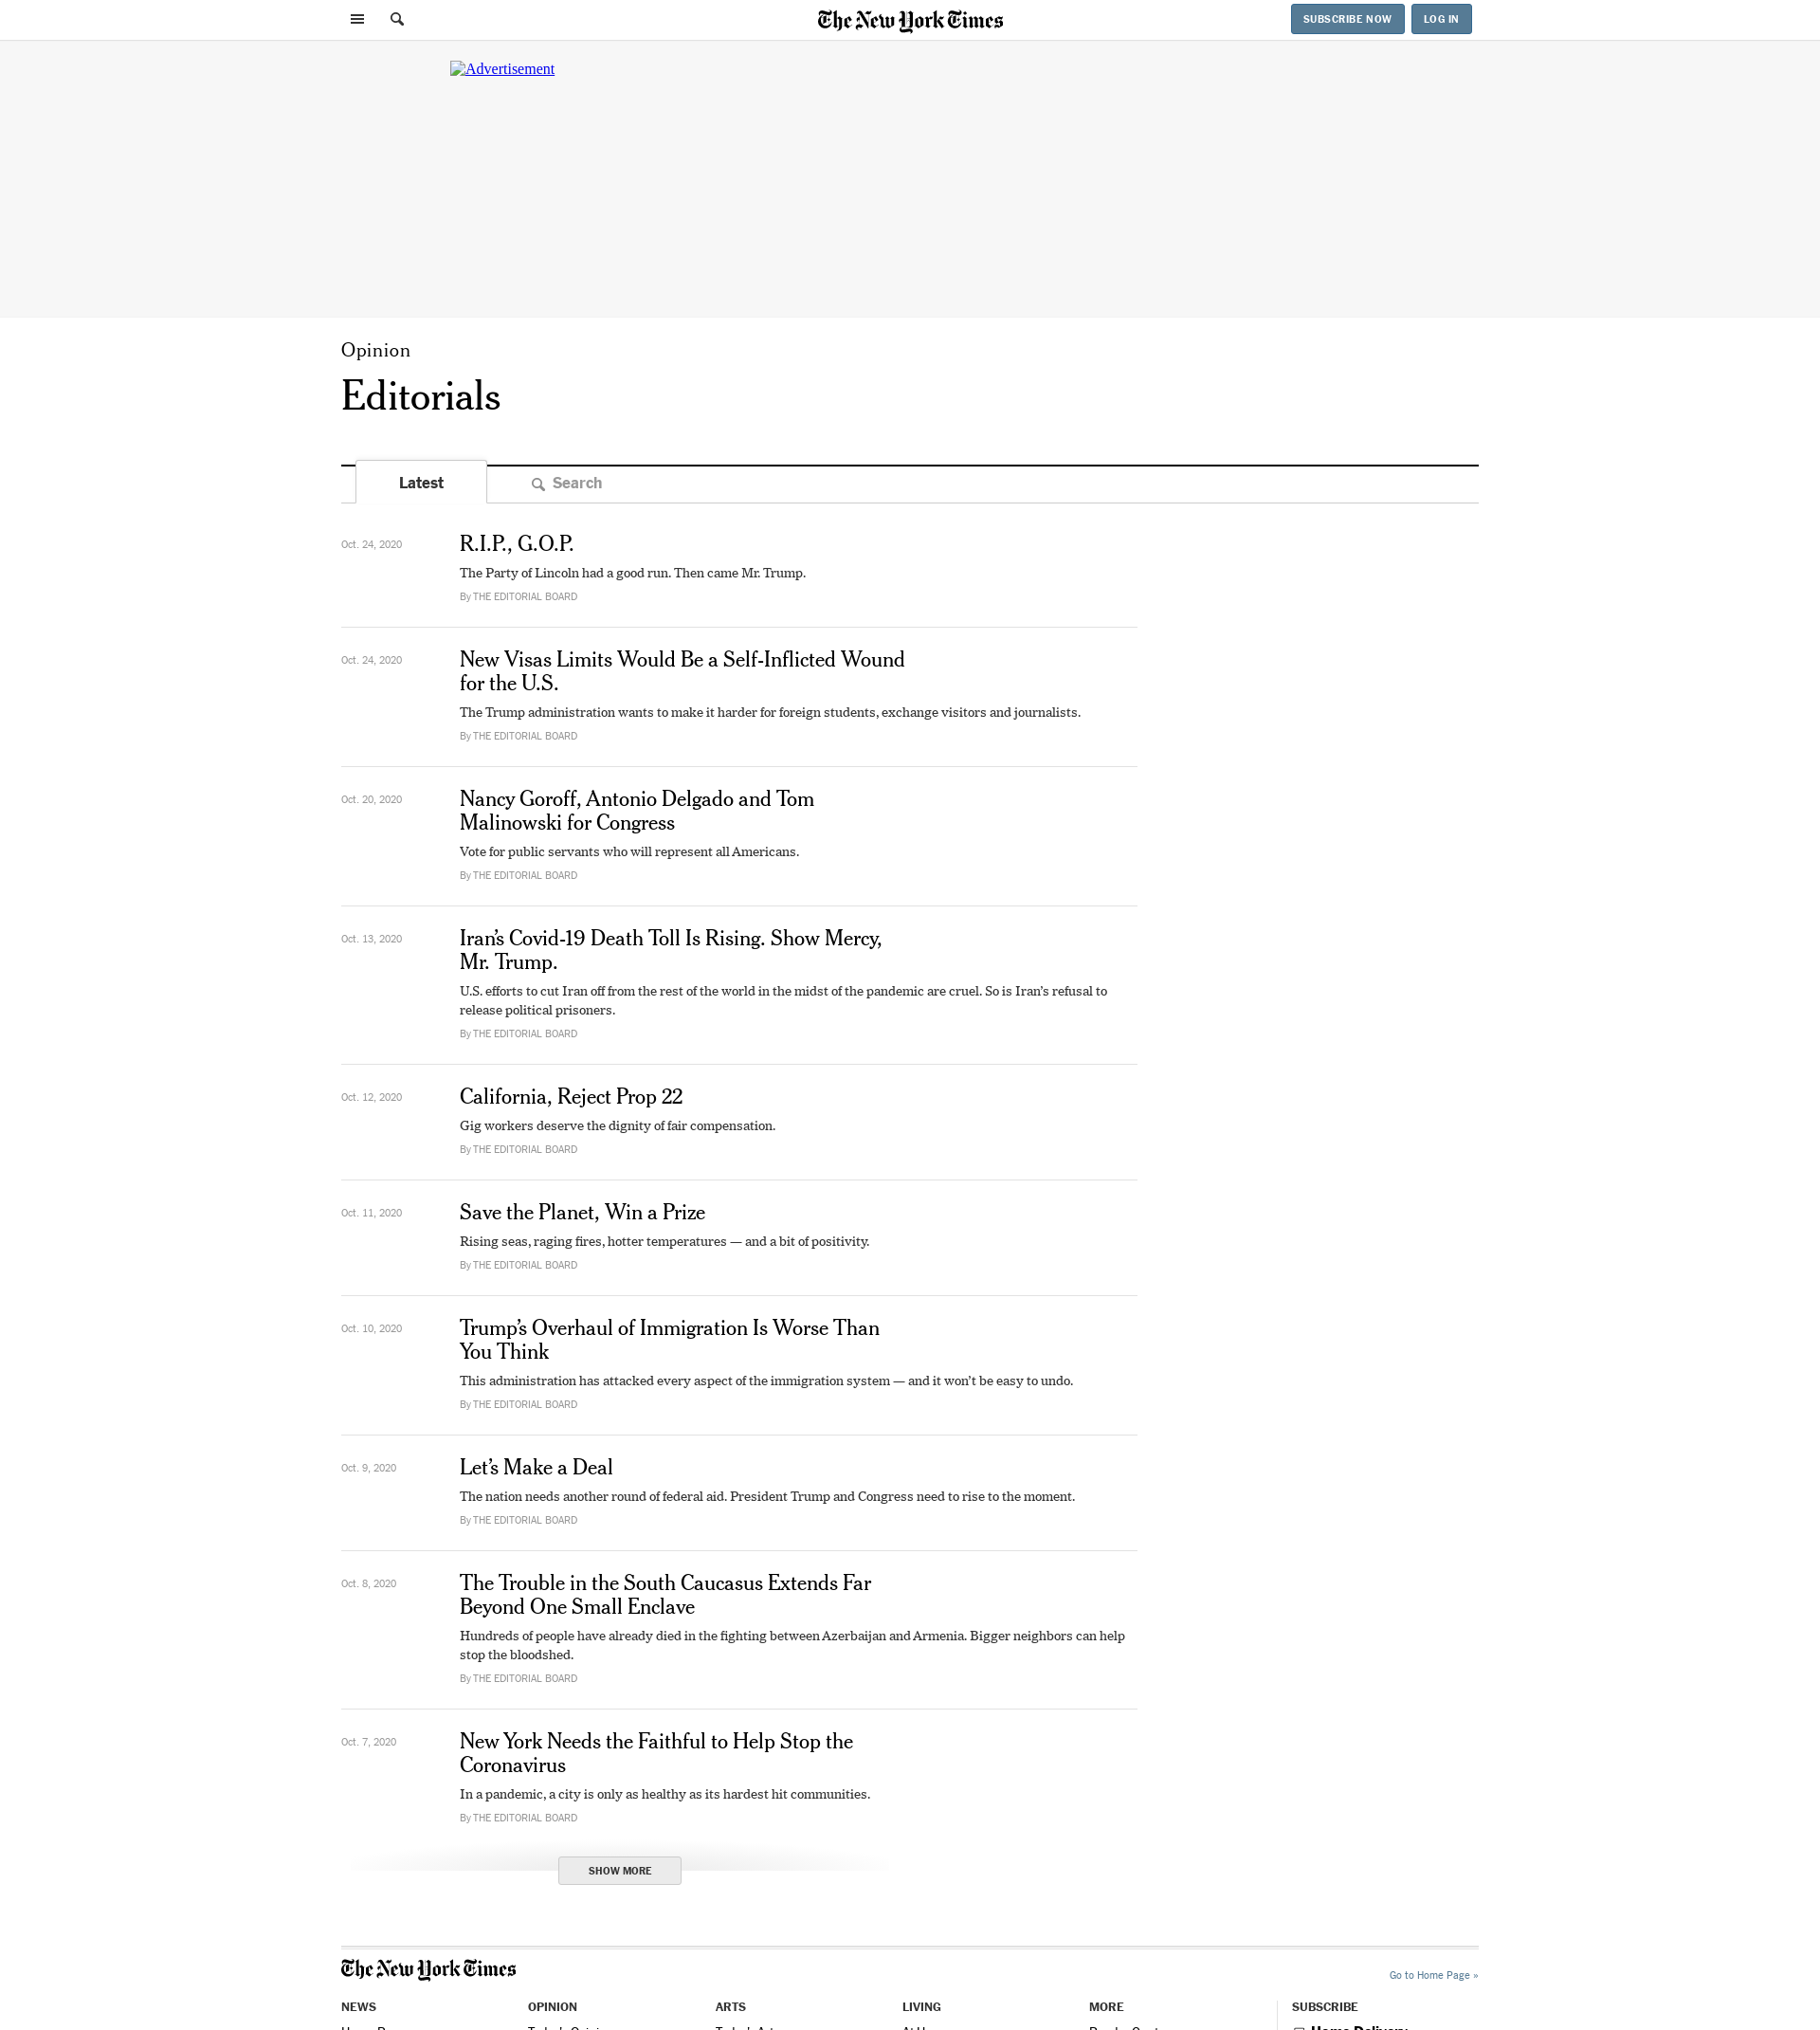 The New York Times
SUBSCRIBE NOW
LOG IN
Advertisement
Opinion
Editorials
Latest
Search
Oct. 24, 2020
R.I.P., G.O.P.
The Party of Lincoln had a good run. Then came Mr. Trump.
By THE EDITORIAL BOARD
Oct. 24, 2020
New Visas Limits Would Be a Self-Inflicted Wound
for the U.S.
The Trump administration wants to make it harder for foreign students, exchange visitors and journalists.
By THE EDITORIAL BOARD
Oct. 20, 2020
Nancy Goroff, Antonio Delgado and Tom
Malinowski for Congress
Vote for public servants who will represent all Americans.
By THE EDITORIAL BOARD
Oct. 13, 2020
Iran’s Covid-19 Death Toll Is Rising. Show Mercy,
Mr. Trump.
U.S. efforts to cut Iran off from the rest of the world in the midst of the pandemic are cruel. So is Iran’s refusal to
release political prisoners.
By THE EDITORIAL BOARD
Oct. 12, 2020
California, Reject Prop 22
Gig workers deserve the dignity of fair compensation.
By THE EDITORIAL BOARD
Oct. 11, 2020
Save the Planet, Win a Prize
Rising seas, raging fires, hotter temperatures — and a bit of positivity.
By THE EDITORIAL BOARD
Oct. 10, 2020
Trump’s Overhaul of Immigration Is Worse Than
You Think
This administration has attacked every aspect of the immigration system — and it won’t be easy to undo.
By THE EDITORIAL BOARD
Oct. 9, 2020
Let’s Make a Deal
The nation needs another round of federal aid. President Trump and Congress need to rise to the moment.
By THE EDITORIAL BOARD
Oct. 8, 2020
The Trouble in the South Caucasus Extends Far
Beyond One Small Enclave
Hundreds of people have already died in the fighting between Azerbaijan and Armenia. Bigger neighbors can help
stop the bloodshed.
By THE EDITORIAL BOARD
Oct. 7, 2020
New York Needs the Faithful to Help Stop the
Coronavirus
In a pandemic, a city is only as healthy as its hardest hit communities.
By THE EDITORIAL BOARD
SHOW MORE
The New York Times
Go to Home Page »
NEWS
OPINION
ARTS
LIVING
MORE
SUBSCRIBE
Home Delivery